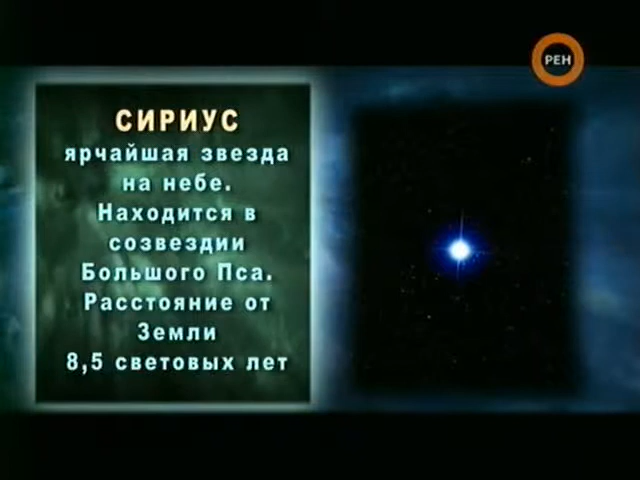 РЕН
СИРИУС
ярчайшая звезда
на небе.
Находится в
созвездии
Большого Пса.
Расстояние от
Земли
8,5 световых лет